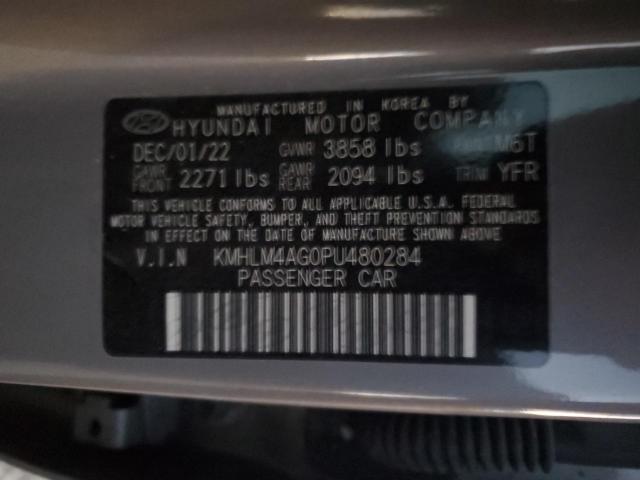 MANUFACTURED IN KOREA BY
HYUNDAI MOTOR COMPANY
DEC/01/22 GVWR 3858 lbs M6T
GAWR FRONT 2271 lbs GAWR REAR 2094 lbs TRIM YFR
THIS VEHICLE CONFORMS TO ALL APPLICABLE U.S.A. FEDERAL
MOTOR VEHICLE SAFETY, BUMPER, AND THEFT PREVENTION STANDARDS
IN EFFECT ON THE DATE OF MANUFACTURE SHOWN ABOVE
V.I.N KMHLM4AG0PU480284
PASSENGER CAR